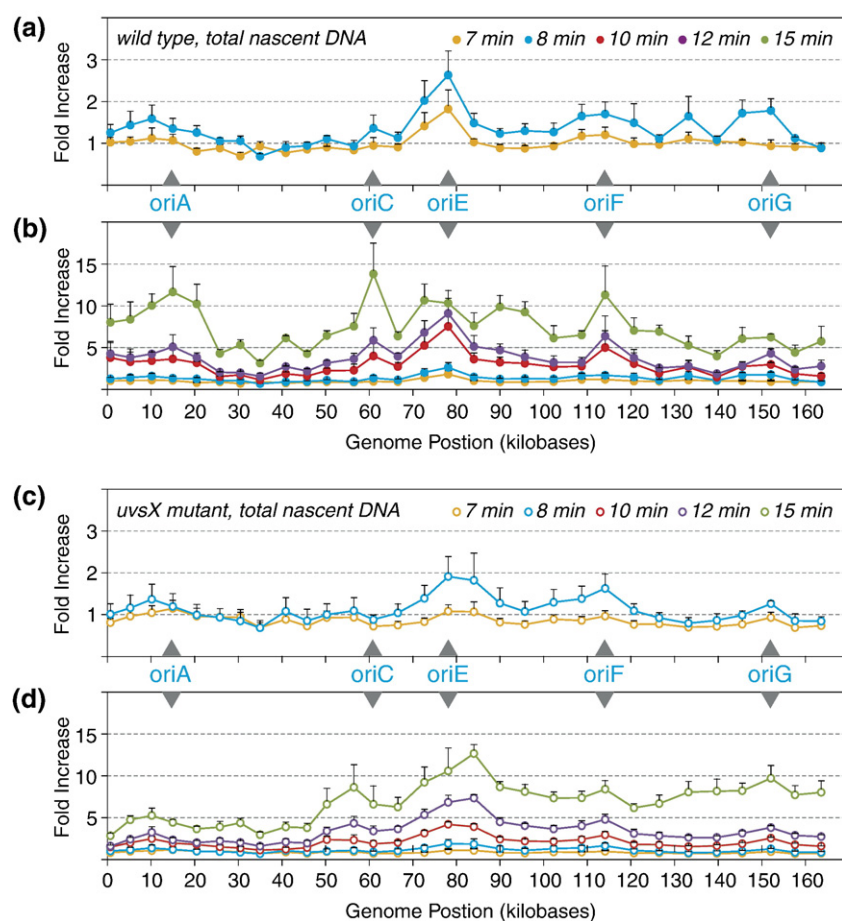 (a)
wild type, total nascent DNA 7 min 8 min 10 min 12 min 15 min
Fold Increase
3
2
1
oriA oriC oriE oriF oriG
(b)
Fold Increase
15
10
5
0 10 20 30 40 50 60 70 80 90 100 110 120 130 140 150 160
Genome Postion (kilobases)
(c)
uvsX mutant, total nascent DNA 7 min 8 min 10 min 12 min 15 min
Fold Increase
3
2
1
oriA oriC oriE oriF oriG
(d)
Fold Increase
15
10
5
0 10 20 30 40 50 60 70 80 90 100 110 120 130 140 150 160
Genome Postion (kilobases)